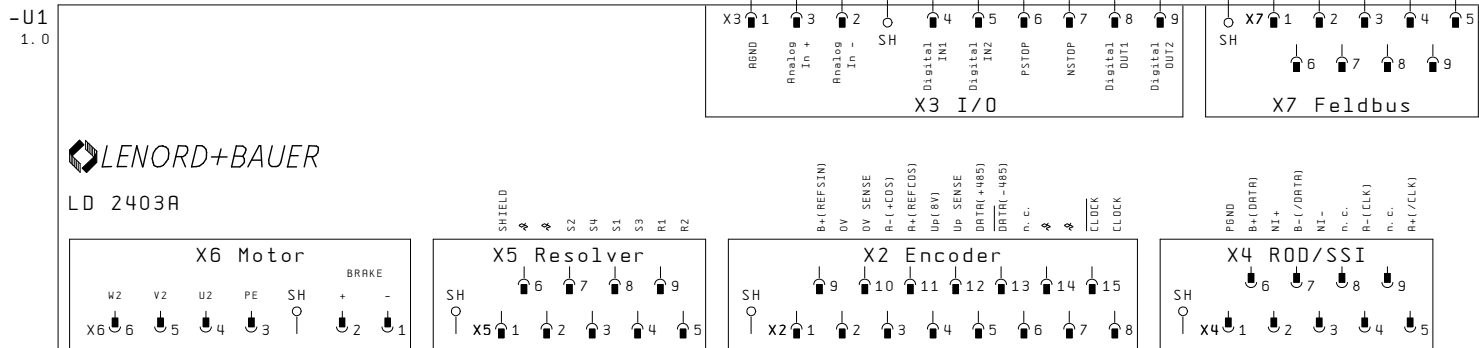 -U1
1.0
X3 1 3 2 SH 4 5 6 7 8 9
AGND
Analog In +
Analog In -
Digital IN1
Digital IN2
PSTOP
NSTOP
Digital OUT1
Digital OUT2
X3 I/O
SH X7 1 2 3 4 5
6 7 8 9
X7 Feldbus
LENORD+BAUER
LD 2403A
X6 Motor
BRAKE
W2 V2 U2 PE SH + -
X6 6 5 4 3 2 1
SHIELD
S2
S4
S1
S3
R1
R2
X5 Resolver
6 7 8 9
SH X5 1 2 3 4 5
B+(REFSIN)
0V
0V SENSE
A-(+COS)
A+(REFCOS)
Up(8V)
Up SENSE
DATA(+485)
DATA(-485)
n.c.
CLOCK
CLOCK
X2 Encoder
9 10 11 12 13 14 15
SH X2 1 2 3 4 5 6 7 8
PGND
B+(DATA)
NI+
B-(/DATA)
NI-
n.c.
A-(CLK)
n.c.
A+(/CLK)
X4 ROD/SSI
6 7 8 9
SH X4 1 2 3 4 5